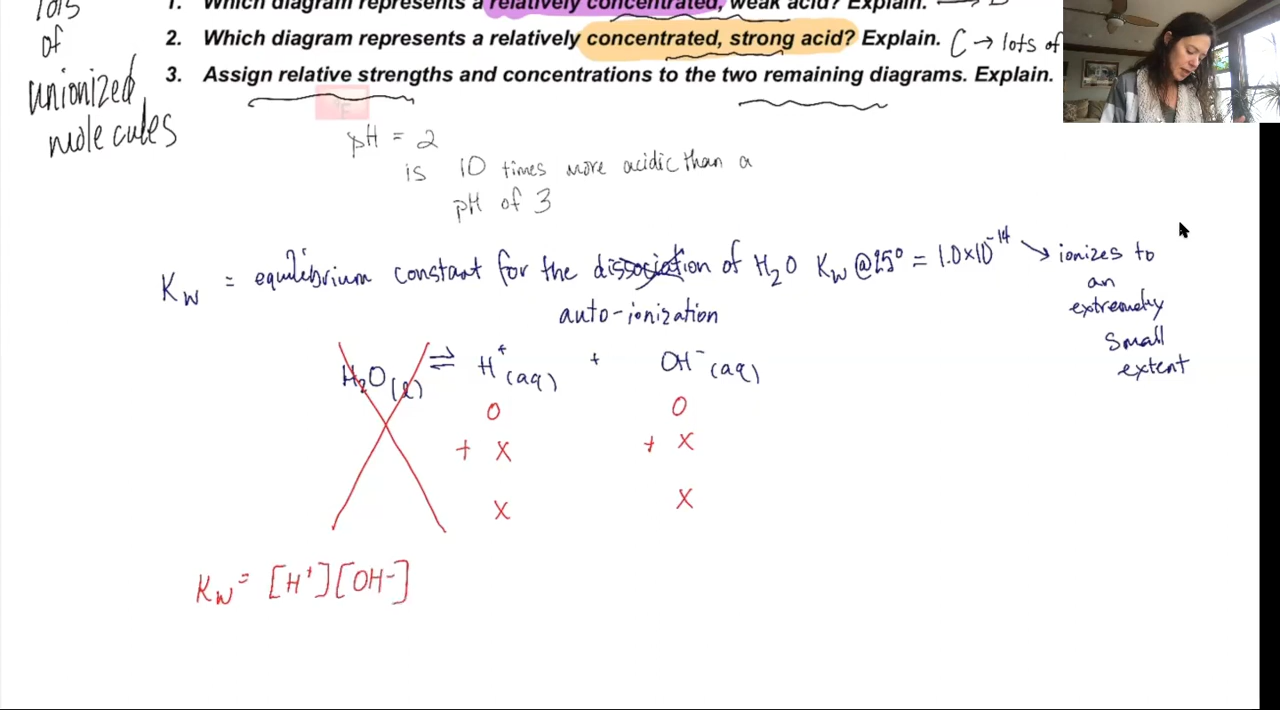 1. Which diagram represents a relatively concentrated, weak acid? Explain.
lots of
2. Which diagram represents a relatively concentrated, strong acid? Explain. C → lots of
unionized
3. Assign relative strengths and concentrations to the two remaining diagrams. Explain.
molecules
pH = 2
is 10 times more acidic than a
pH of 3
Kw = equilibrium constant for the dissociation of H₂O Kw @25° = 1.0x10⁻¹⁴ → ionizes to
an
auto-ionization extremely
small
extent
H₂O(l) ⇌ H⁺(aq) + OH⁻(aq)
0 0
+ x + x
x x
Kw = [H⁺][OH-]